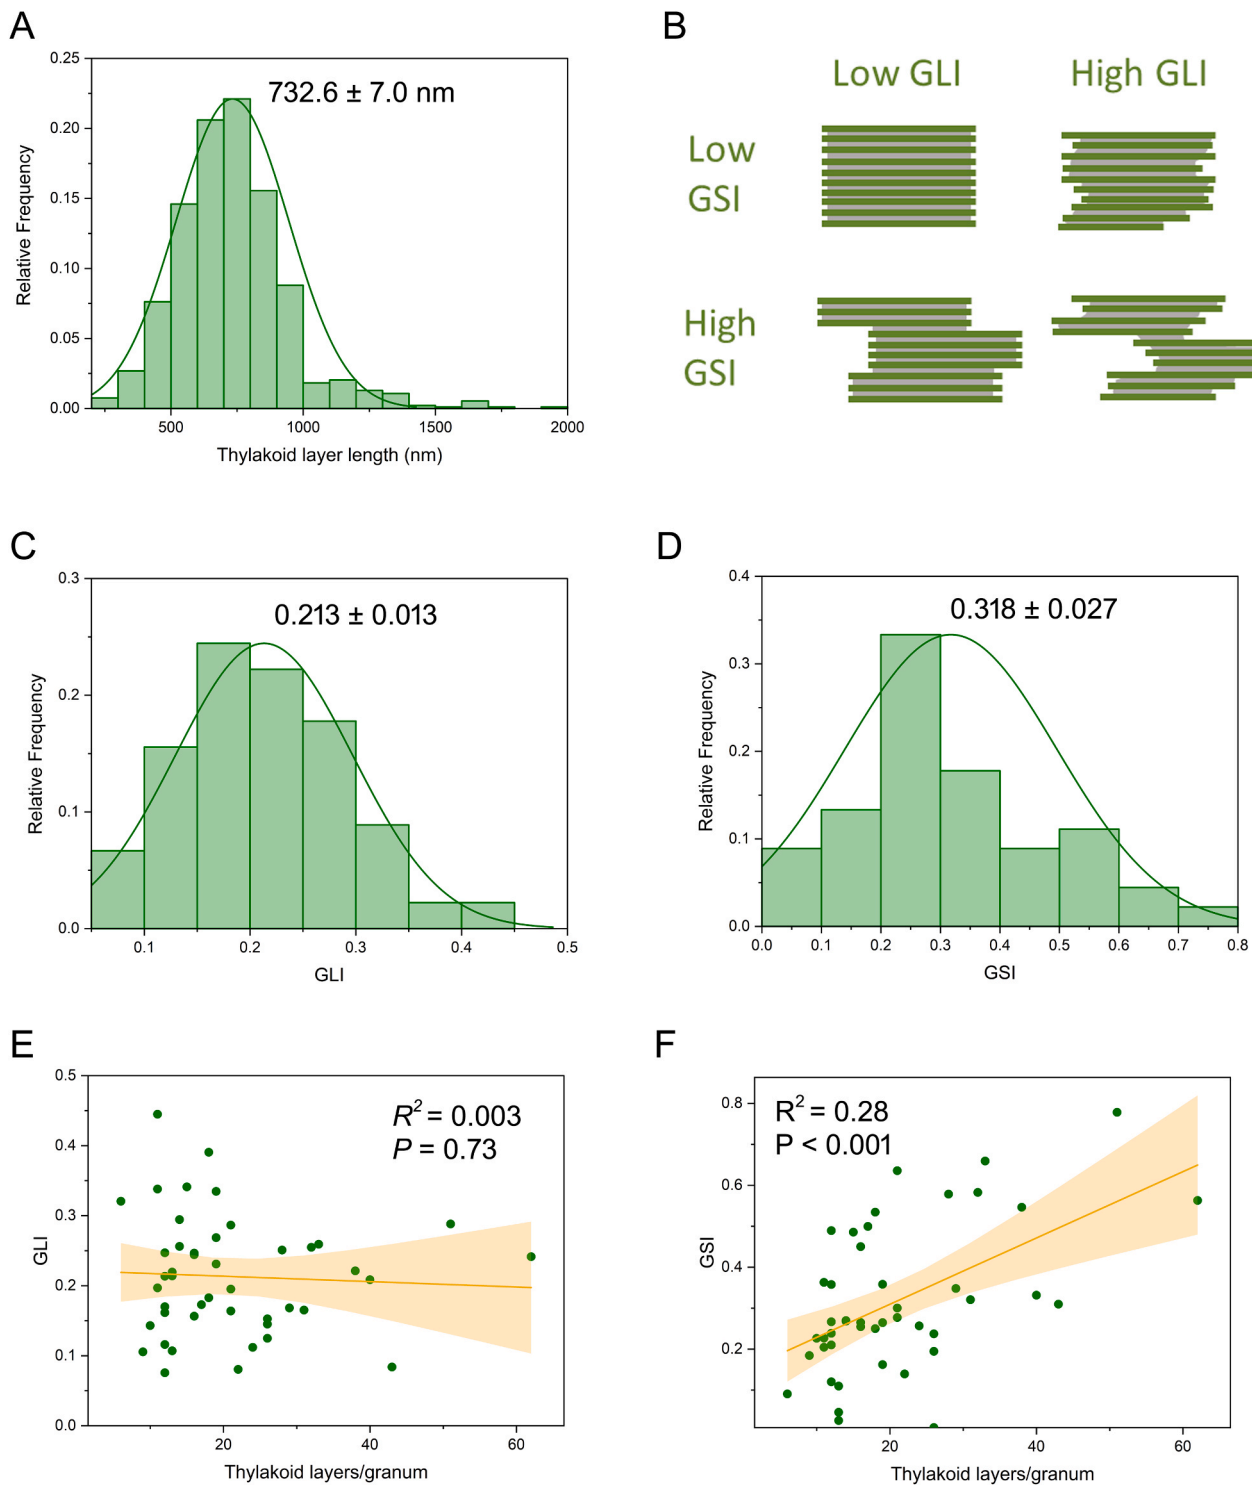 A
732.6 ± 7.0 nm
0.25
0.20
0.15
0.10
0.05
0.00
Relative Frequency
500
1000
1500
2000
Thylakoid layer length (nm)
B
Low GLI
High GLI
Low
GSI
High
GSI
C
0.213 ± 0.013
0.3
0.2
0.1
0.0
Relative Frequency
0.1
0.2
0.3
0.4
0.5
GLI
D
0.318 ± 0.027
0.4
0.3
0.2
0.1
0.0
Relative Frequency
0.0
0.1
0.2
0.3
0.4
0.5
0.6
0.7
0.8
GSI
E
R² = 0.003
P = 0.73
0.5
0.4
0.3
0.2
0.1
0.0
GLI
20
40
60
Thylakoid layers/granum
F
R² = 0.28
P < 0.001
0.8
0.6
0.4
0.2
GSI
20
40
60
Thylakoid layers/granum